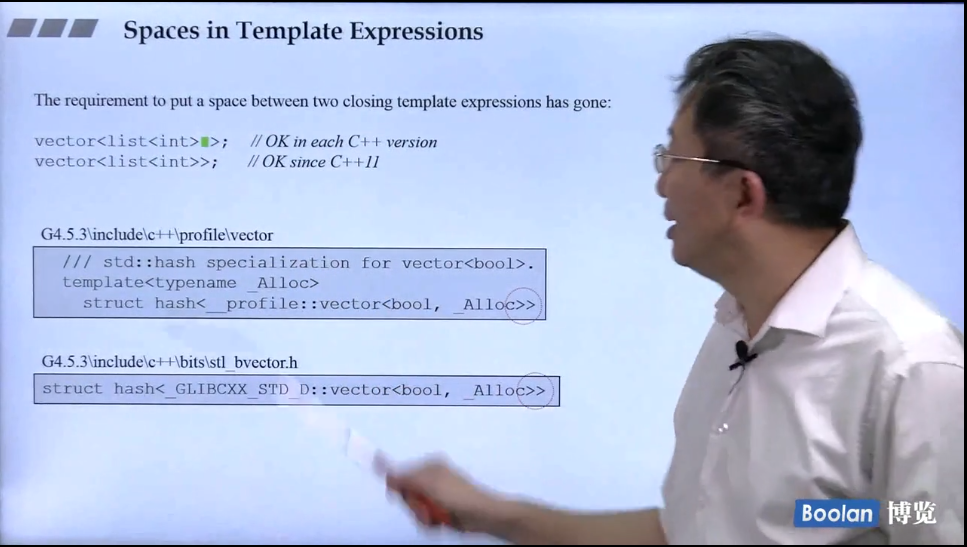 Spaces in Template Expressions
The requirement to put a space between two closing template expressions has gone:
vector<list<int> >; // OK in each C++ version
vector<list<int>>; // OK since C++11
G4.5.3\include\c++\profile\vector
/// std::hash specialization for vector<bool>.
template<typename _Alloc>
struct hash<__profile::vector<bool, _Alloc>>
G4.5.3\include\c++\bits\stl_bvector.h
struct hash<_GLIBCXX_STD_D::vector<bool, _Alloc>>
Boolan 博览